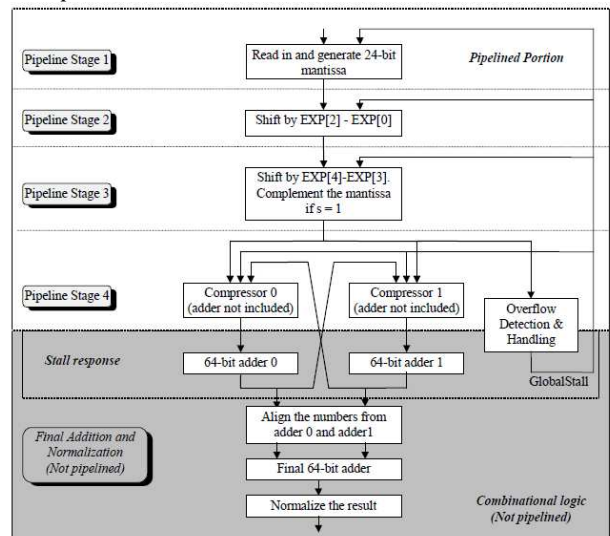 Pipeline Stage 1
Read in and generate 24-bit
mantissa
Pipelined Portion
Pipeline Stage 2
Shift by EXP[2] - EXP[0]
Pipeline Stage 3
Shift by EXP[4]-EXP[3].
Complement the mantissa
if s = 1
Pipeline Stage 4
Compressor 0
(adder not included)
Compressor 1
(adder not included)
Overflow
Detection &
Handling
Stall response
64-bit adder 0
64-bit adder 1
GlobalStall
Final Addition and
Normalization
(Not pipelined)
Align the numbers from
adder 0 and adder1
Final 64-bit adder
Normalize the result
Combinational logic
(Not pipelined)